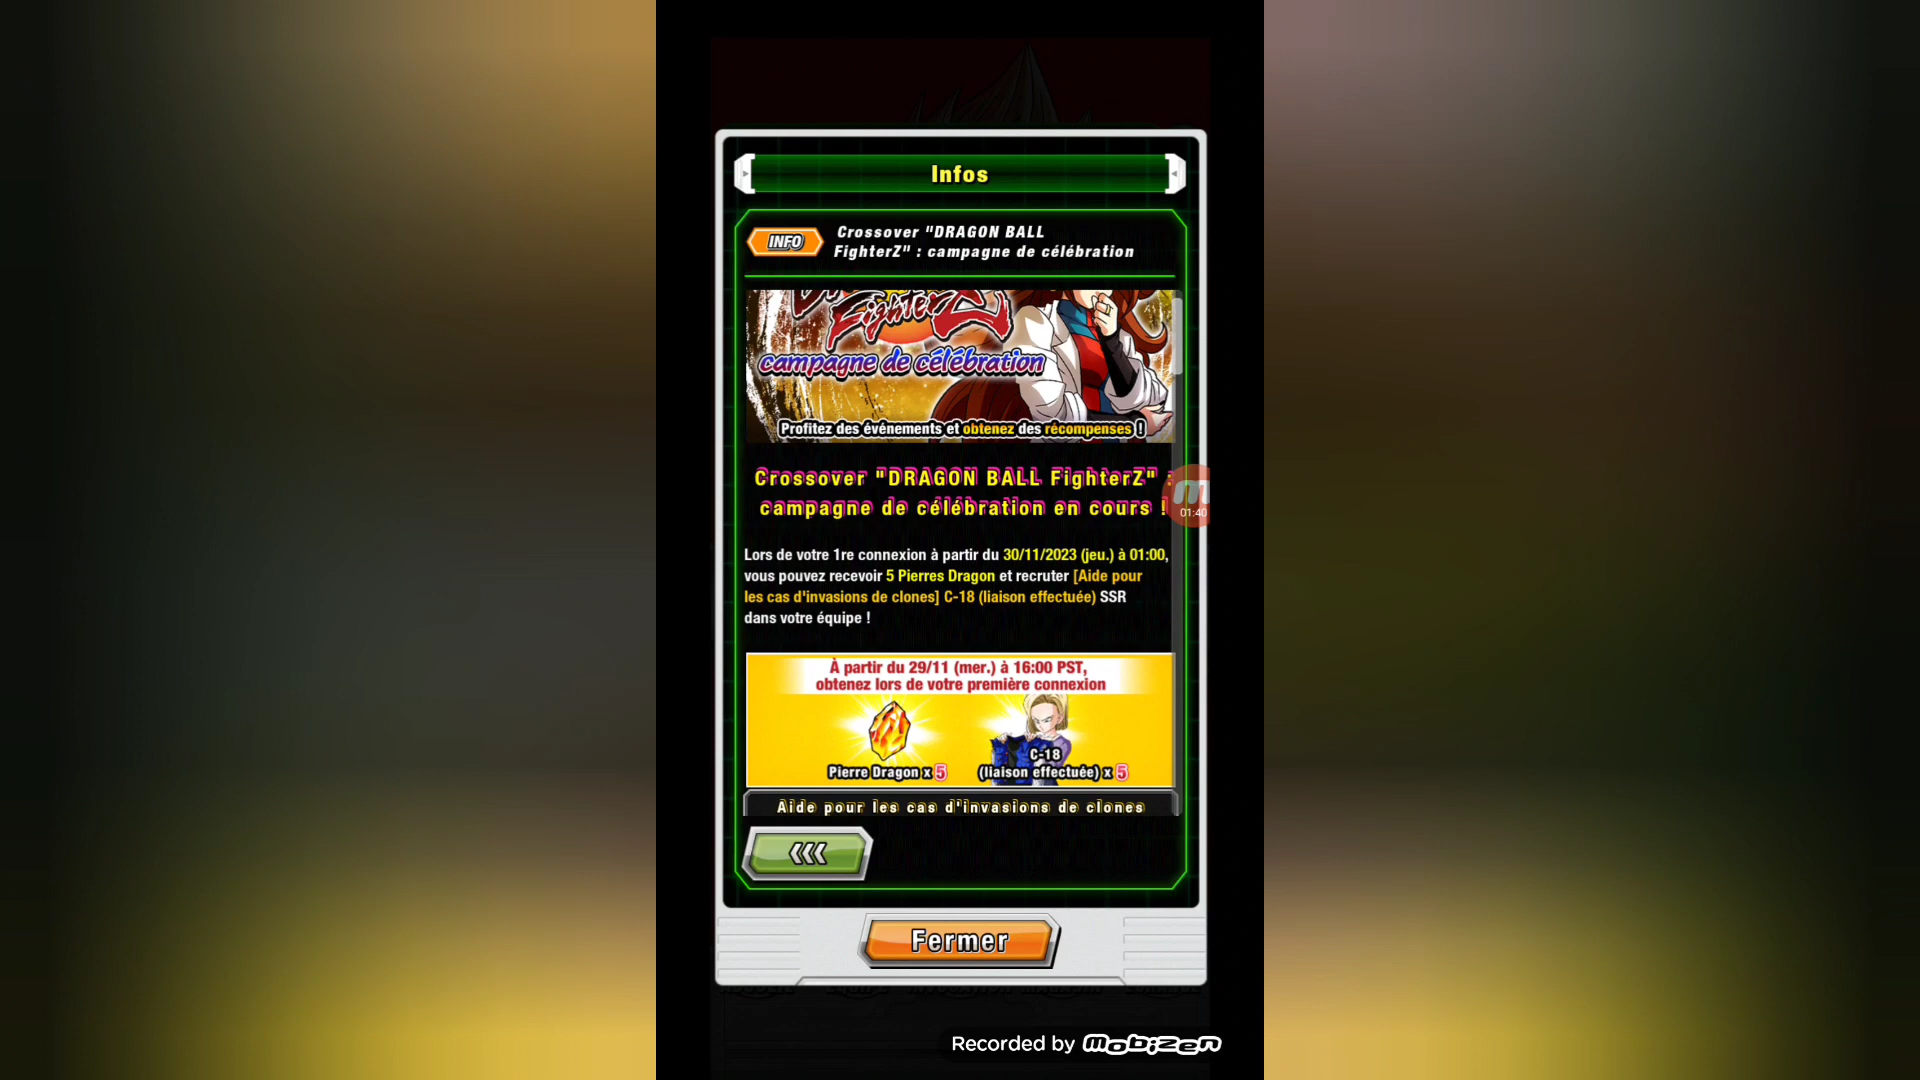 Infos
INFO
Crossover "DRAGON BALL
FighterZ" : campagne de célébration
FighterZ
campagne de célébration
Profitez des événements et obtenez des récompenses !
Crossover "DRAGON BALL FighterZ" :
campagne de célébration en cours !
01:40
Lors de votre 1re connexion à partir du 30/11/2023 (jeu.) à 01:00,
vous pouvez recevoir 5 Pierres Dragon et recruter [Aide pour
les cas d'invasions de clones] C-18 (liaison effectuée) SSR
dans votre équipe !
À partir du 29/11 (mer.) à 16:00 PST,
obtenez lors de votre première connexion
Pierre Dragon x 5
C-18
(liaison effectuée) x 5
Aide pour les cas d'invasions de clones
Fermer
Recorded by Mobizen